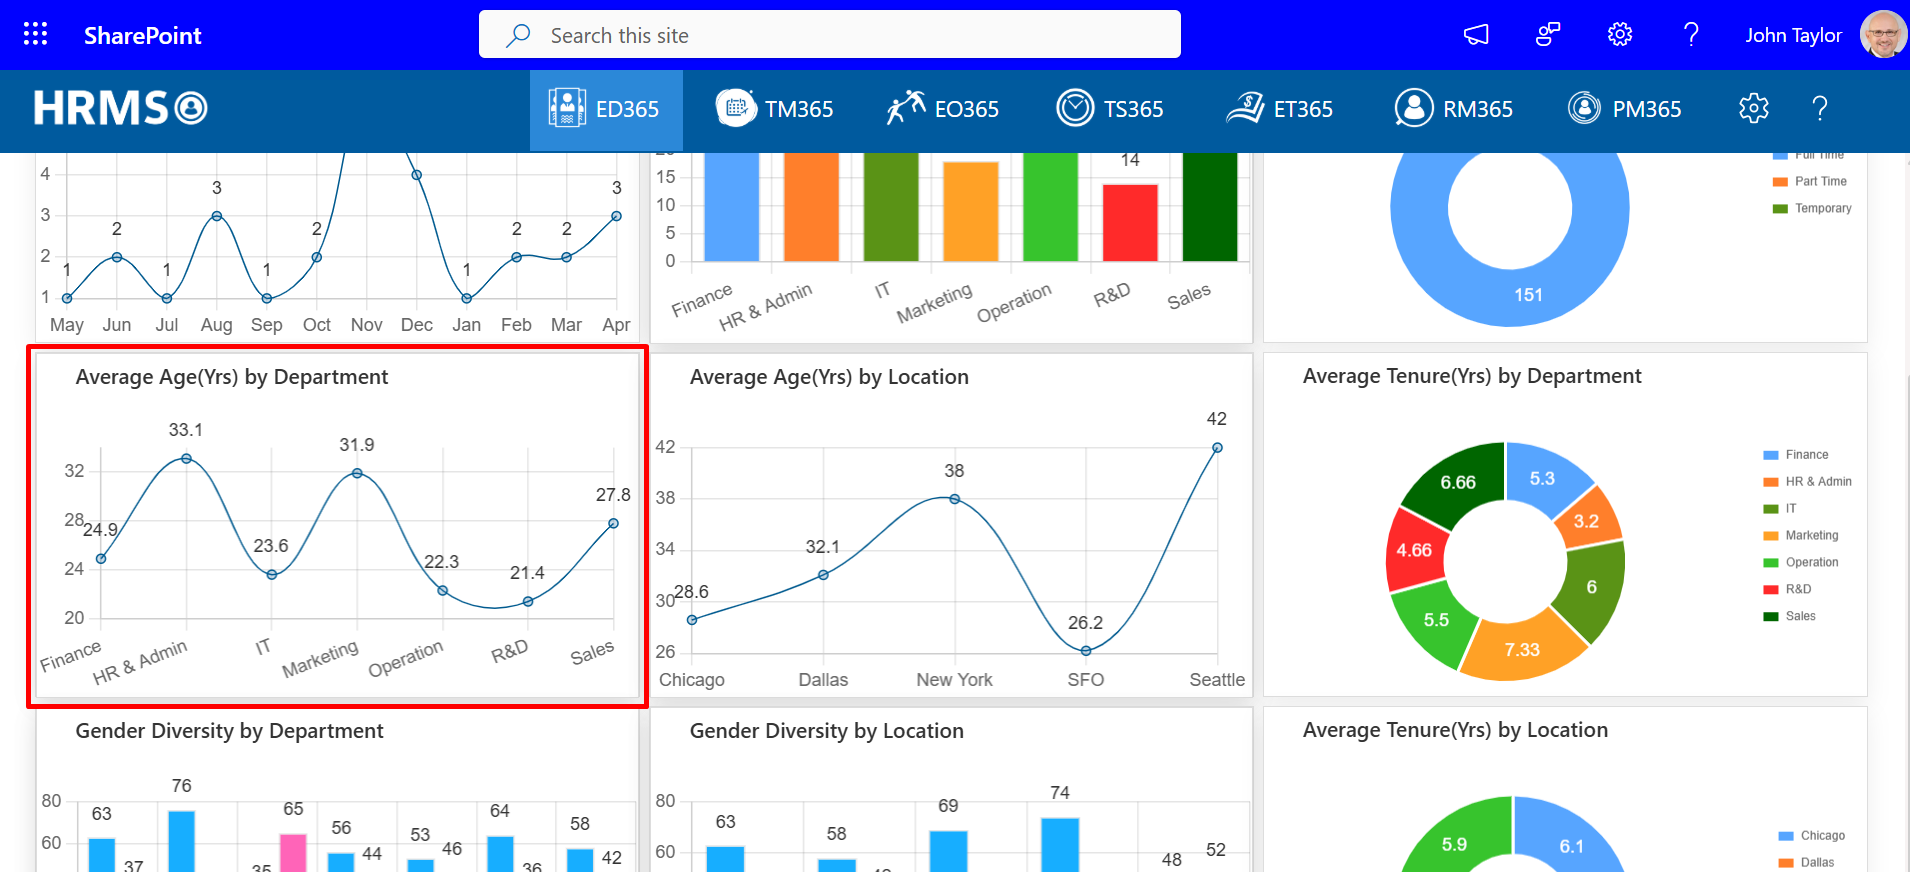 SharePoint
Search this site
John Taylor
HRMS
ED365
TM365
EO365
TS365
ET365
RM365
PM365
?
4
3
2
1
1
2
1
3
1
2
1
2
2
3
May Jun Jul Aug Sep Oct Nov Dec Jan Feb Mar Apr
15
10
5
0
14
Finance
HR & Admin
IT
Marketing
Operation
R&D
Sales
151
Full Time
Part Time
Temporary
Average Age(Yrs) by Department
32
28
24
20
24.9
33.1
23.6
31.9
22.3
21.4
27.8
Finance
HR & Admin
IT
Marketing
Operation
R&D
Sales
Average Age(Yrs) by Location
42
38
34
30
26
28.6
32.1
38
26.2
42
Chicago Dallas New York SFO Seattle
Average Tenure(Yrs) by Department
6.66
5.3
3.2
4.66
6
5.5
7.33
Finance
HR & Admin
IT
Marketing
Operation
R&D
Sales
Gender Diversity by Department
80
60
63
37
76
35
65
56
44
53
46
64
36
58
42
Gender Diversity by Location
80
60
63
58
69
74
48
52
Average Tenure(Yrs) by Location
5.9
6.1
Chicago
Dallas